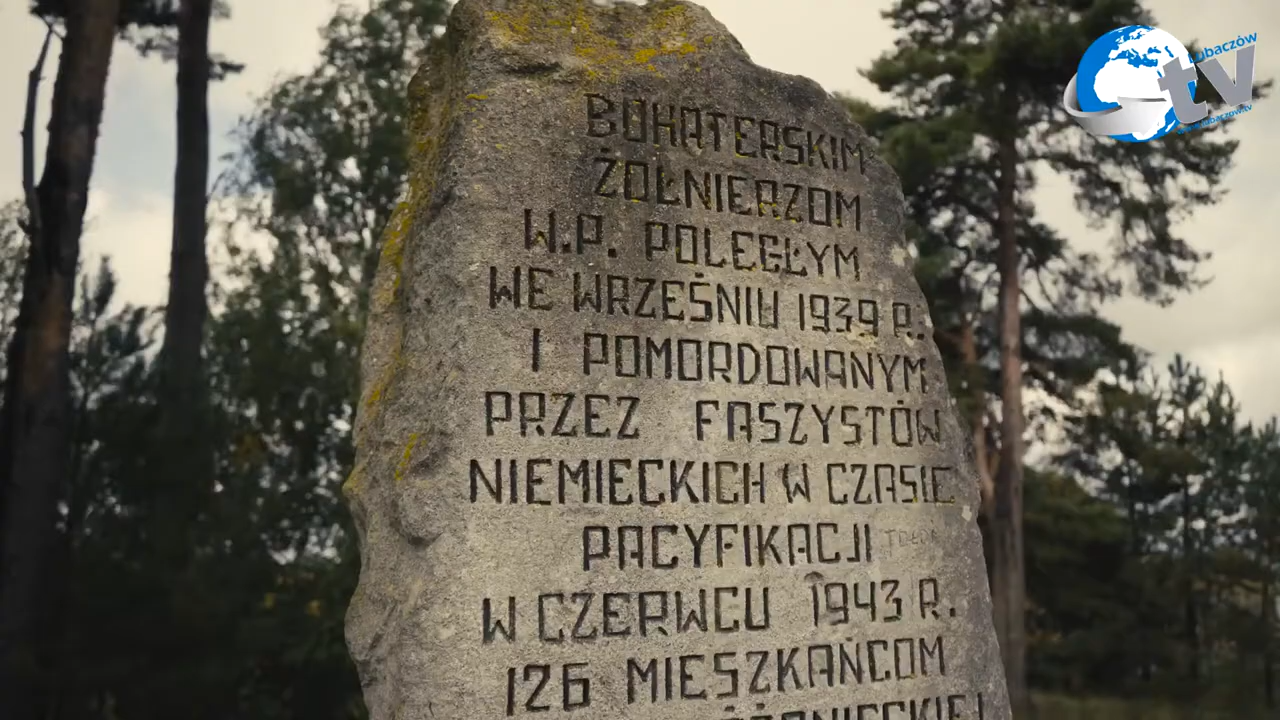 BOHATERSKIM
ŻOŁNIERZOM
W.P. POLEGŁYM
WE WRZEŚNIU 1939 R.
I POMORDOWANYM
PRZEZ FASZYSTÓW
NIEMIECKICH W CZASIE
PACYFIKACJI
W CZERWCU 1943 R.
126 MIESZKAŃCOM
tv Lubaczów